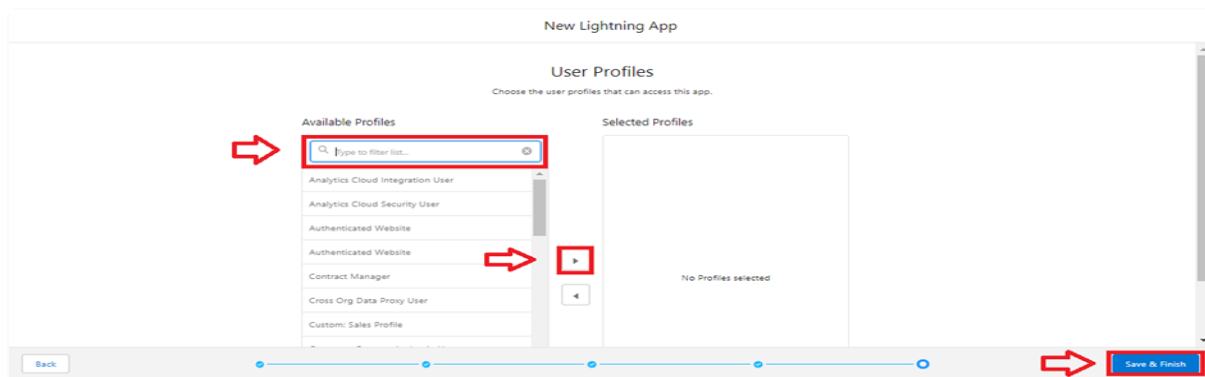 New Lightning App
User Profiles
Choose the user profiles that can access this app.
Available Profiles
Selected Profiles
Type to filter list...
Analytics Cloud Integration User
Analytics Cloud Security User
Authenticated Website
Authenticated Website
Contract Manager
No Profiles selected
Cross Org Data Proxy User
Custom: Sales Profile
Back
Save & Finish